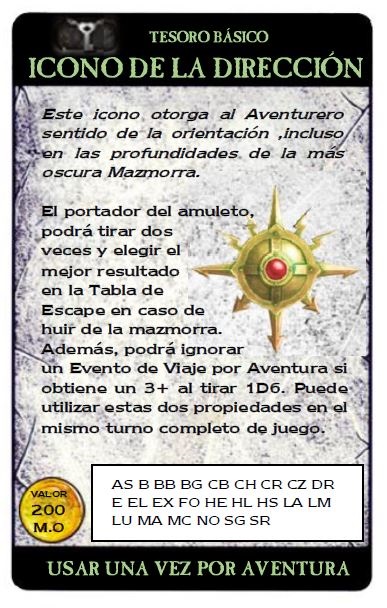 TESORO BÁSICO
ICONO DE LA DIRECCIÓN
Este icono otorga al Aventurero
sentido de la orientación ,incluso
en las profundidades de la más
oscura Mazmorra.
El portador del amuleto,
podrá tirar dos
veces y elegir el
mejor resultado
en la Tabla de
Escape en caso de
huir de la mazmorra.
Además, podrá ignorar
un Evento de Viaje por Aventura si
obtiene un 3+ al tirar 1D6. Puede
utilizar estas dos propiedades en el
mismo turno completo de juego.
VALOR
200
M.O
AS B BB BG CB CH CR CZ DR
E EL EX FO HE HL HS LA LM
LU MA MC NO SG SR
USAR UNA VEZ POR AVENTURA